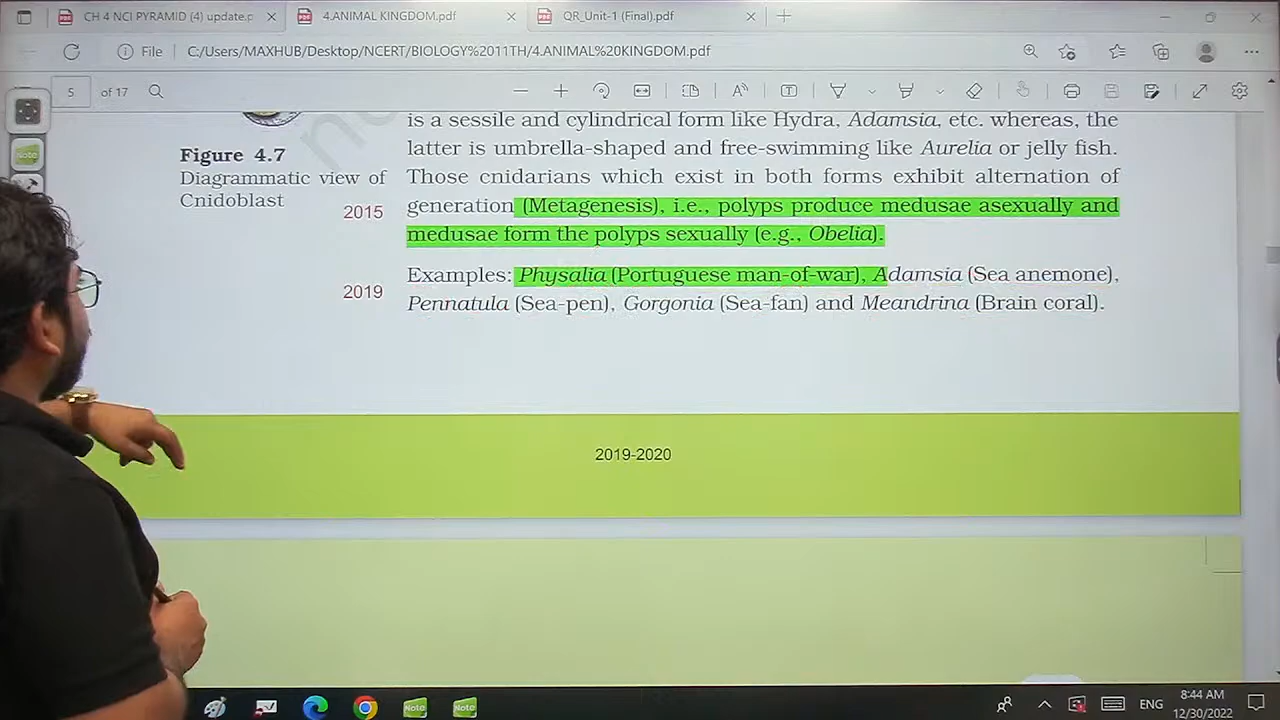 CH 4 NCI PYRAMID (4) update.p
4.ANIMAL KINGDOM.pdf
QR_Unit-1 (Final).pdf
File
C:/Users/MAXHUB/Desktop/NCERT/BIOLOGY%2011TH/4.ANIMAL%20KINGDOM.pdf
5 of 17
is a sessile and cylindrical form like Hydra, Adamsia, etc. whereas, the
latter is umbrella-shaped and free-swimming like Aurelia or jelly fish.
Those cnidarians which exist in both forms exhibit alternation of
generation (Metagenesis), i.e., polyps produce medusae asexually and
medusae form the polyps sexually (e.g., Obelia).
Examples: Physalia (Portuguese man-of-war), Adamsia (Sea anemone),
Pennatula (Sea-pen), Gorgonia (Sea-fan) and Meandrina (Brain coral).
Figure 4.7
Diagrammatic view of
Cnidoblast
2015
2019
2019-2020
Note
Note
Note
ENG
8:44 AM
12/30/2022